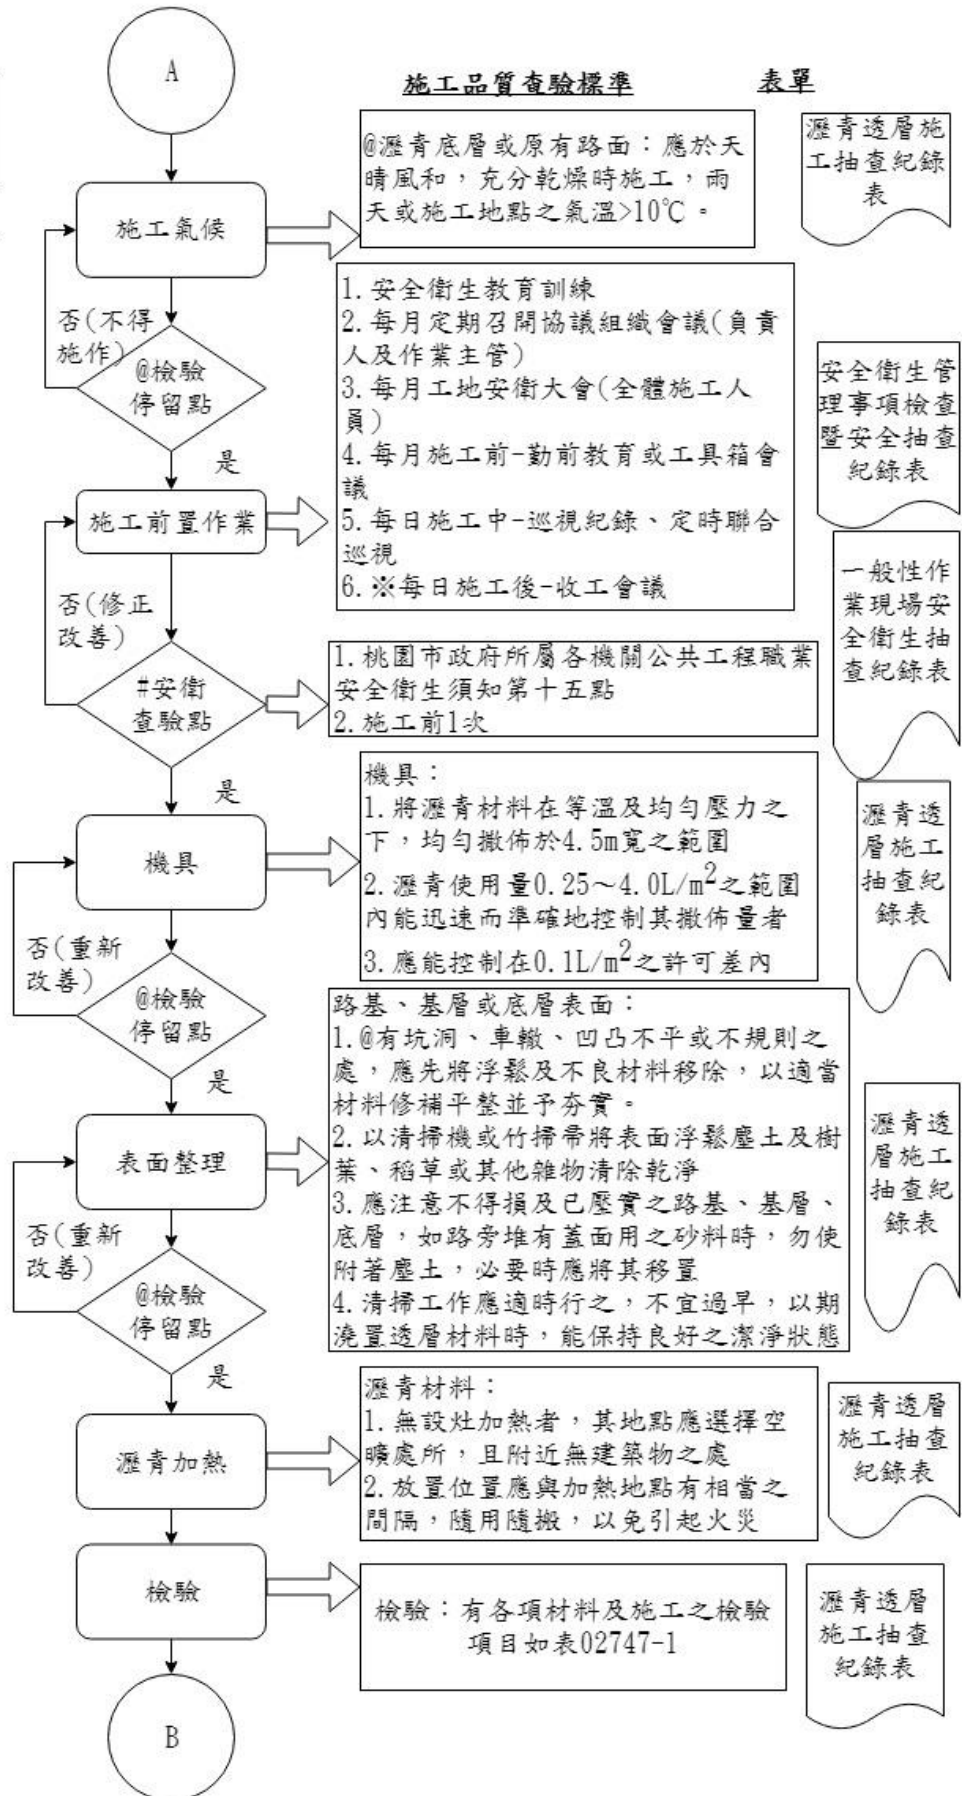 A
施工品質查驗標準
表單
@瀝青底層或原有路面：應於天
晴風和，充分乾燥時施工，雨
天或施工地點之氣溫>10℃。
瀝青透層施
工抽查紀錄
表
施工氣候
否(不得
施作)
@檢驗
停留點
是
1.安全衛生教育訓練
2.每月定期召開協議組織會議(負責
人及作業主管)
3.每月工地安衛大會(全體施工人
員)
4.每月施工前-勤前教育或工具箱會
議
5.每日施工中-巡視紀錄、定時聯合
巡視
6.※每日施工後-收工會議
安全衛生管
理事項檢查
暨安全抽查
紀錄表
施工前置作業
否(修正
改善)
#安衛
查驗點
是
1.桃園市政府所屬各機關公共工程職業
安全衛生須知第十五點
2.施工前1次
一般性作
業現場安
全衛生抽
查紀錄表
機具
否(重新
改善)
@檢驗
停留點
是
機具：
1.將瀝青材料在等溫及均勻壓力之
下，均勻撒佈於4.5m寬之範圍
2.瀝青使用量0.25～4.0L/m²之範圍
內能迅速而準確地控制其撒佈量者
3.應能控制在0.1L/m²之許可差內
瀝青透
層施工
抽查紀
錄表
表面整理
否(重新
改善)
@檢驗
停留點
是
路基、基層或底層表面：
1.@有坑洞、車轍、凹凸不平或不規則之
處，應先將浮鬆及不良材料移除，以適當
材料修補平整並予夯實。
2.以清掃機或竹掃帚將表面浮鬆塵土及樹
葉、稻草或其他雜物清除乾淨
3.應注意不得損及已壓實之路基、基層、
底層，如路旁堆有蓋面用之砂料時，勿使
附著塵土，必要時應將其移置
4.清掃工作應適時行之，不宜過早，以期
澆置透層材料時，能保持良好之潔淨狀態
瀝青透
層施工
抽查紀
錄表
瀝青加熱
瀝青材料：
1.無設灶加熱者，其地點應選擇空
曠處所，且附近無建築物之處
2.放置位置應與加熱地點有相當之
間隔，隨用隨搬，以免引起火災
瀝青透層
施工抽查
紀錄表
檢驗
檢驗：有各項材料及施工之檢驗
項目如表02747-1
瀝青透層
施工抽查
紀錄表
B